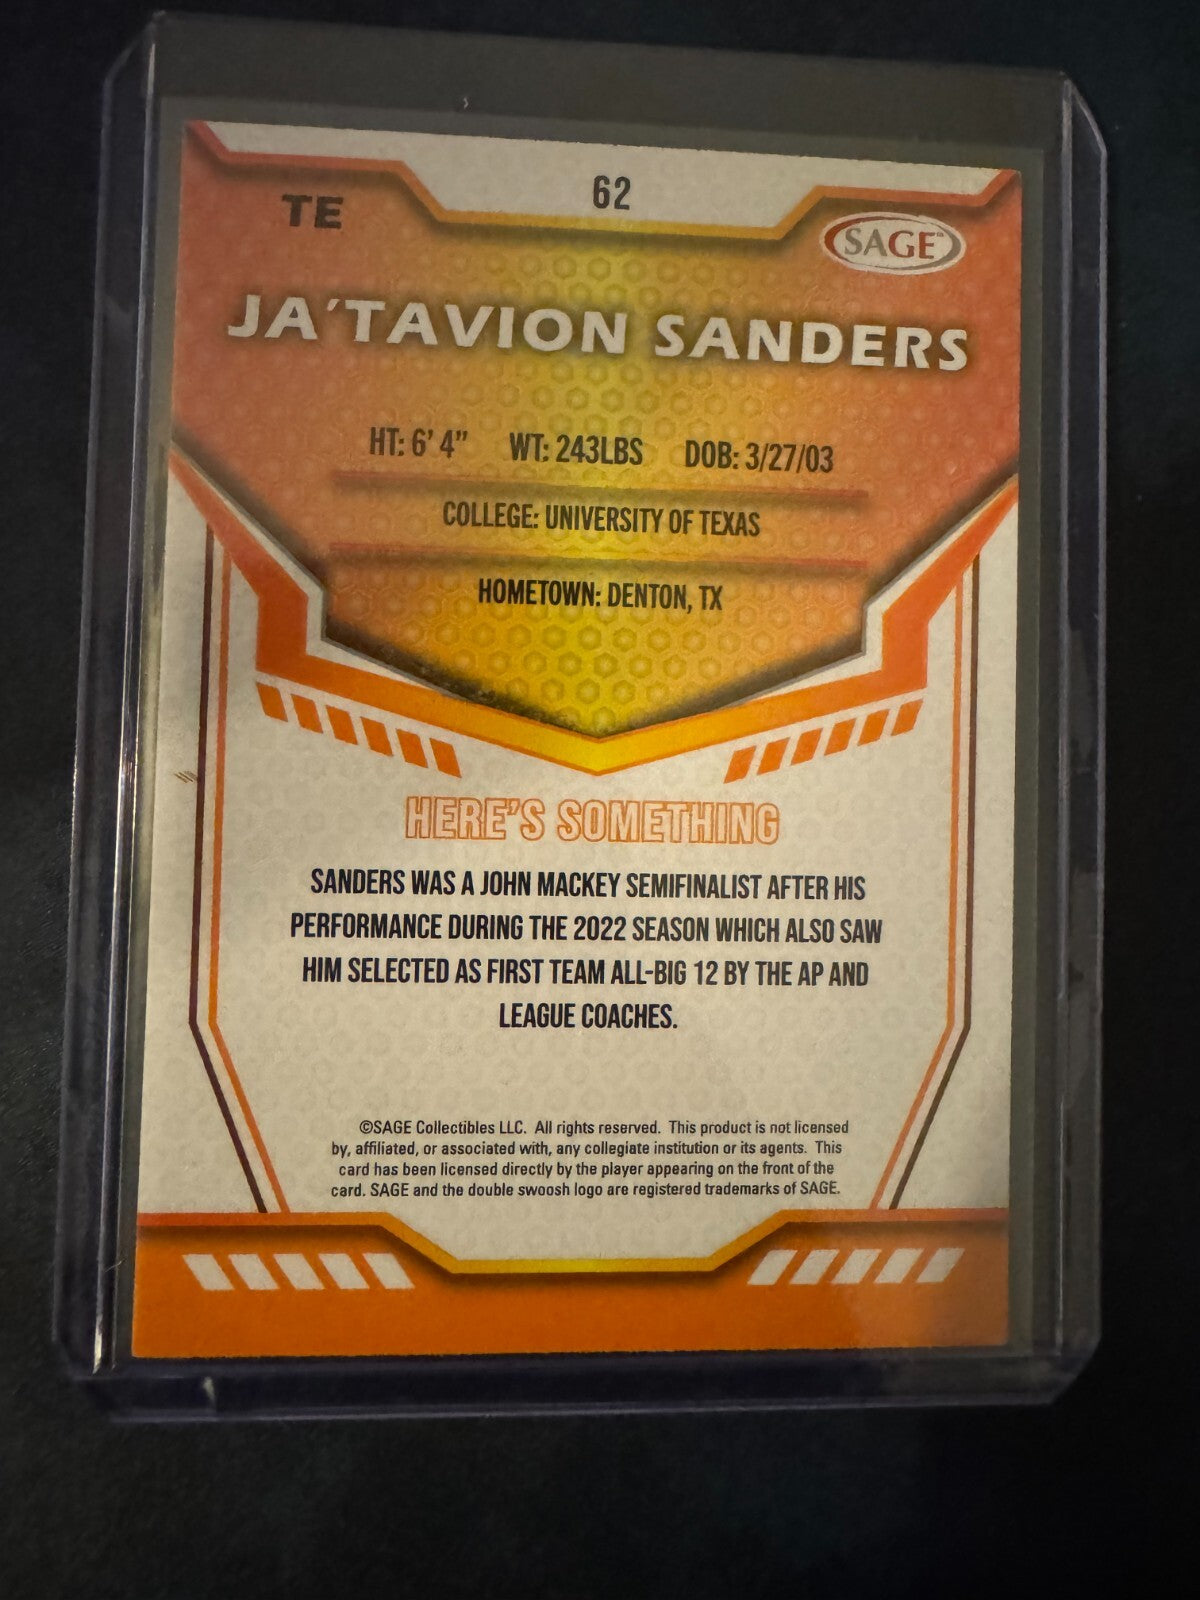 62
TE
SAGE
JA'TAVION SANDERS
HT: 6' 4" WT: 243LBS DOB: 3/27/03
COLLEGE: UNIVERSITY OF TEXAS
HOMETOWN: DENTON, TX
HERE'S SOMETHING
SANDERS WAS A JOHN MACKEY SEMIFINALIST AFTER HIS
PERFORMANCE DURING THE 2022 SEASON WHICH ALSO SAW
HIM SELECTED AS FIRST TEAM ALL-BIG 12 BY THE AP AND
LEAGUE COACHES.
©SAGE Collectibles LLC. All rights reserved. This product is not licensed
by, affiliated, or associated with, any collegiate institution or its agents. This
card has been licensed directly by the player appearing on the front of the
card. SAGE and the double swoosh logo are registered trademarks of SAGE.